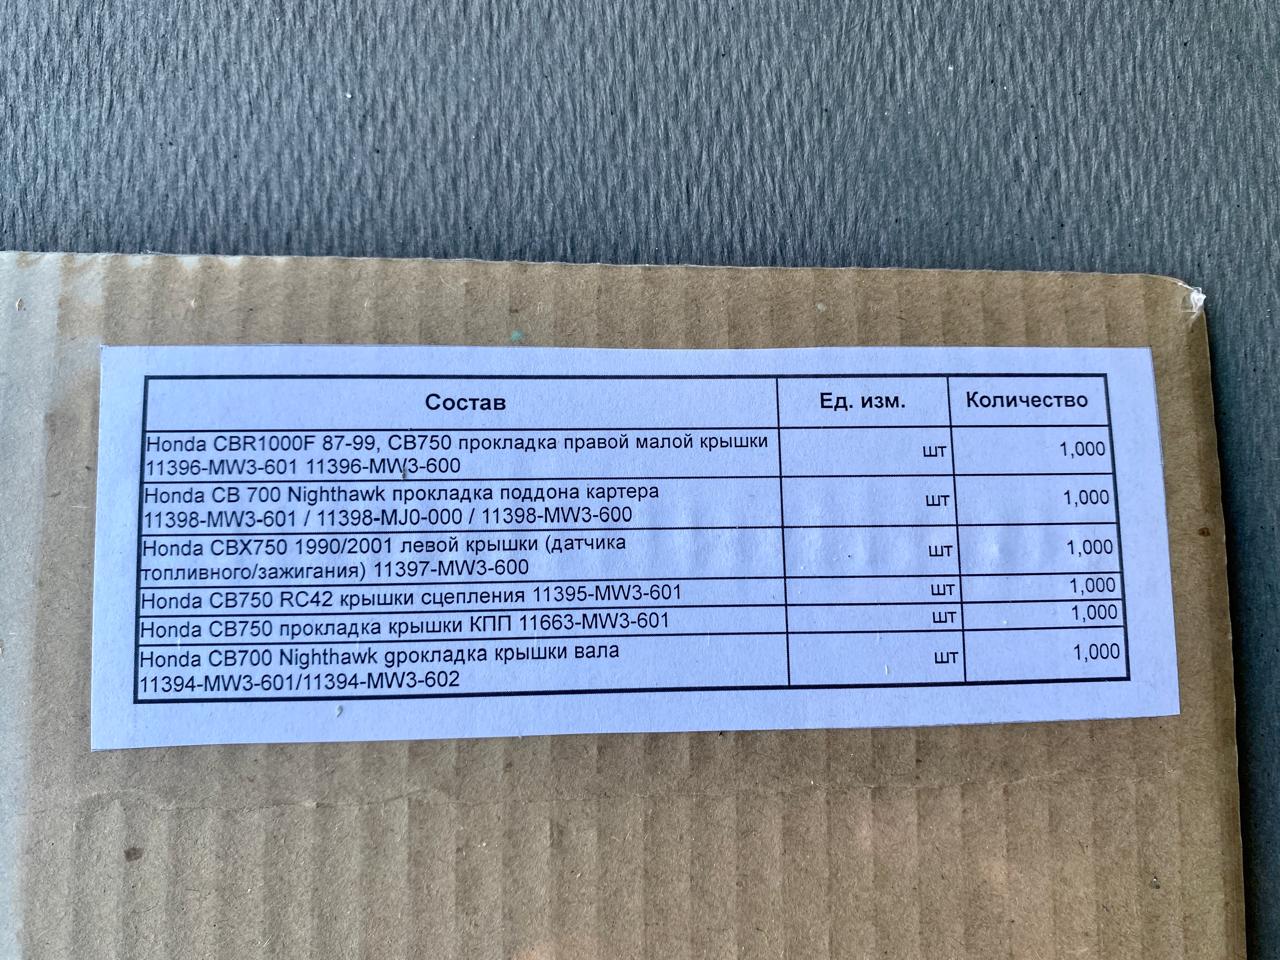 Состав Ед. изм. Количество
Honda CBR1000F 87-99, CB750 прокладка правой малой крышки
11396-MW3-601 11396-MW3-600 шт 1,000
Honda CB 700 Nighthawk прокладка поддона картера
11398-MW3-601 / 11398-MJ0-000 / 11398-MW3-600 шт 1,000
Honda CBX750 1990/2001 левой крышки (датчика
топливного/зажигания) 11397-MW3-600 шт 1,000
Honda CB750 RC42 крышки сцепления 11395-MW3-601 шт 1,000
Honda CB750 прокладка крышки КПП 11663-MW3-601 шт 1,000
Honda CB700 Nighthawk gрокладка крышки вала
11394-MW3-601/11394-MW3-602 шт 1,000